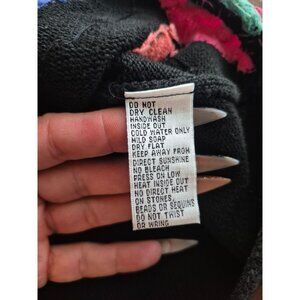 DO NOT
DRY CLEAN
HANDWASH
INSIDE OUT
COLD WATER ONLY
MILD SOAP
DRY FLAT
KEEP AWAY FROM
DIRECT SUNSHINE
NO BLEACH
PRESS ON LOW
HEAT INSIDE OUT
NO DIRECT HEAT
ON STONES,
BEADS OR SEQUINS
DO NOT TWIST
OR WRING